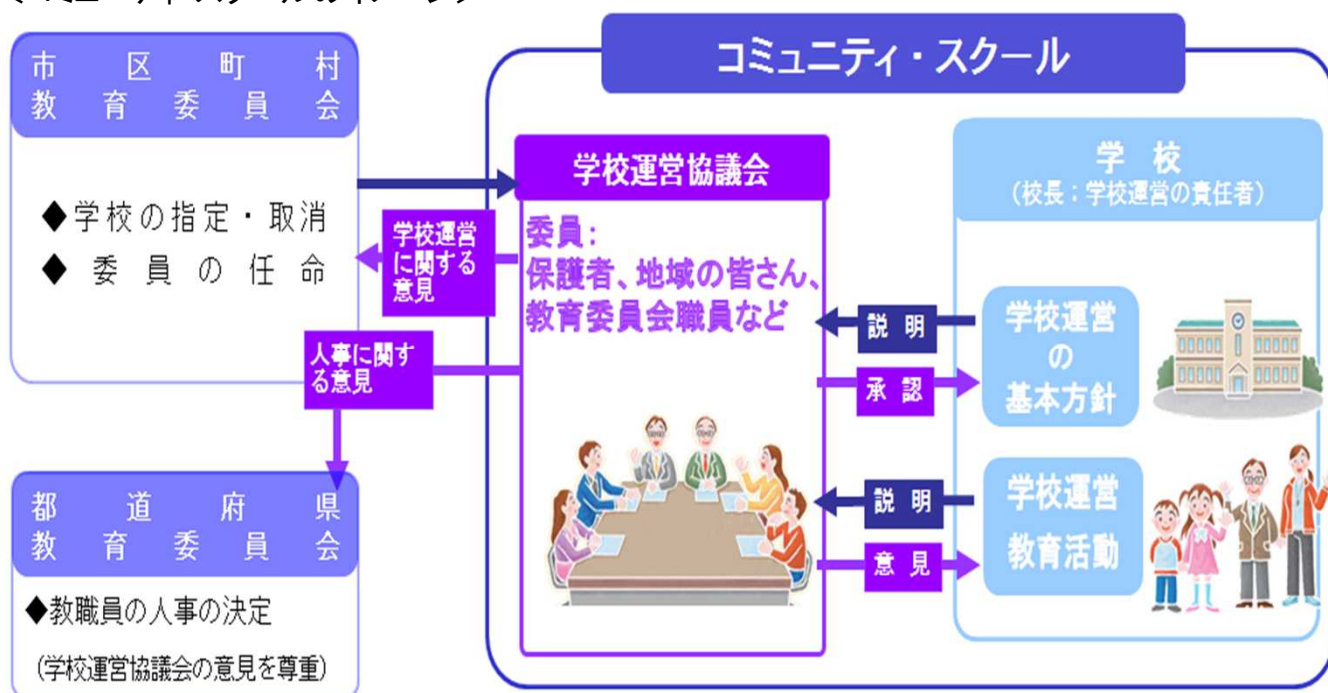 コミュニティ・スクール
市区町村
教育委員会
◆学校の指定・取消
◆委員の任命
学校運営
に関する
意見
人事に関す
る意見
都道府県
教育委員会
◆教職員の人事の決定
(学校運営協議会の意見を尊重)
学校運営協議会
委員:
保護者、地域の皆さん、
教育委員会職員など
説明
承認
説明
意見
学校
(校長:学校運営の責任者)
学校運営
の
基本方針
学校運営
教育活動